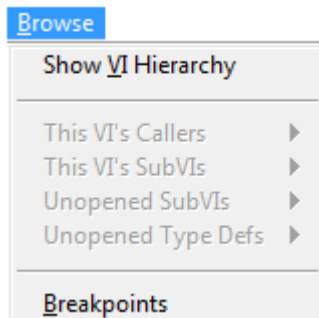 Browse
Show VI Hierarchy
This VI's Callers
This VI's SubVIs
Unopened SubVIs
Unopened Type Defs
Breakpoints